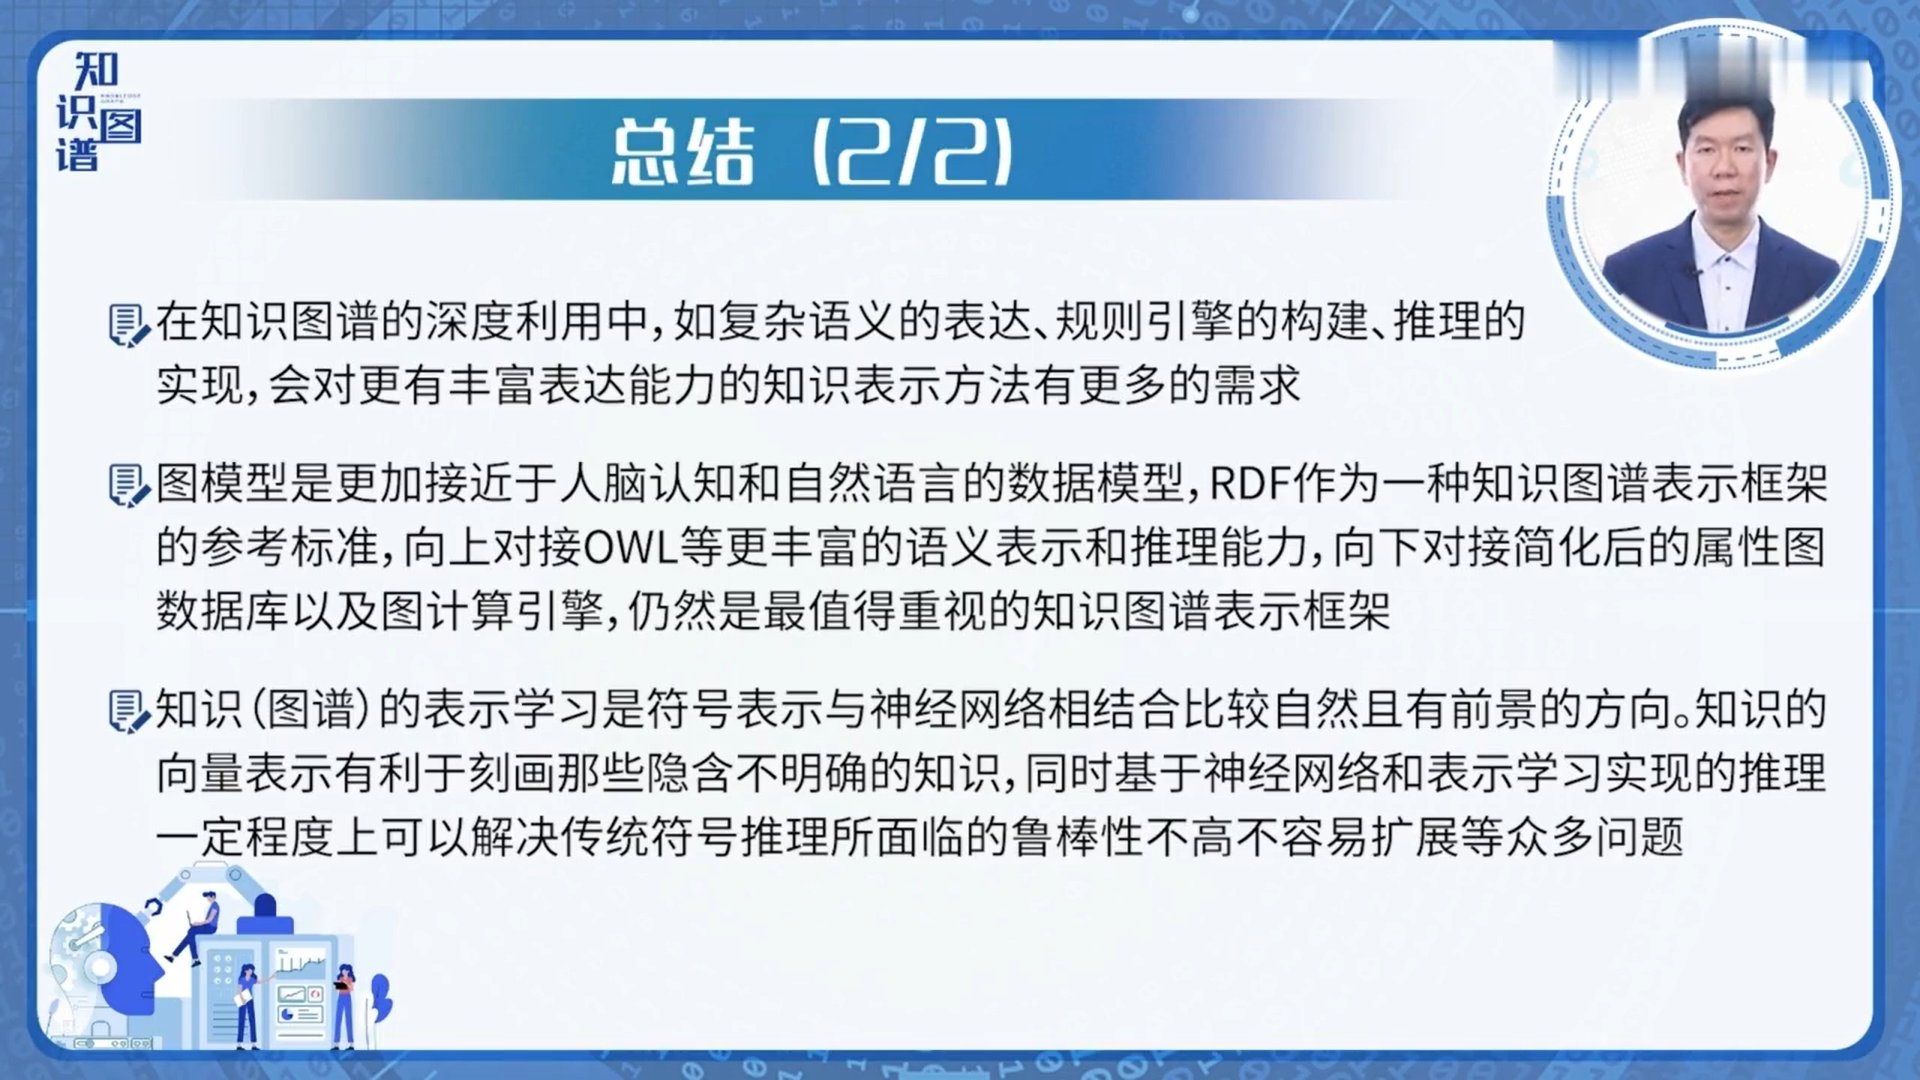 知识图谱
总结（2/2）
在知识图谱的深度利用中，如复杂语义的表达、规则引擎的构建、推理的
实现，会对更有丰富表达能力的知识表示方法有更多的需求
图模型是更加接近于人脑认知和自然语言的数据模型，RDF作为一种知识图谱表示框架
的参考标准，向上对接OWL等更丰富的语义表示和推理能力，向下对接简化后的属性图
数据库以及图计算引擎，仍然是最值得重视的知识图谱表示框架
知识（图谱）的表示学习是符号表示与神经网络相结合比较自然且有前景的方向。知识的
向量表示有利于刻画那些隐含不明确的知识，同时基于神经网络和表示学习实现的推理
一定程度上可以解决传统符号推理所面临的鲁棒性不高不容易扩展等众多问题